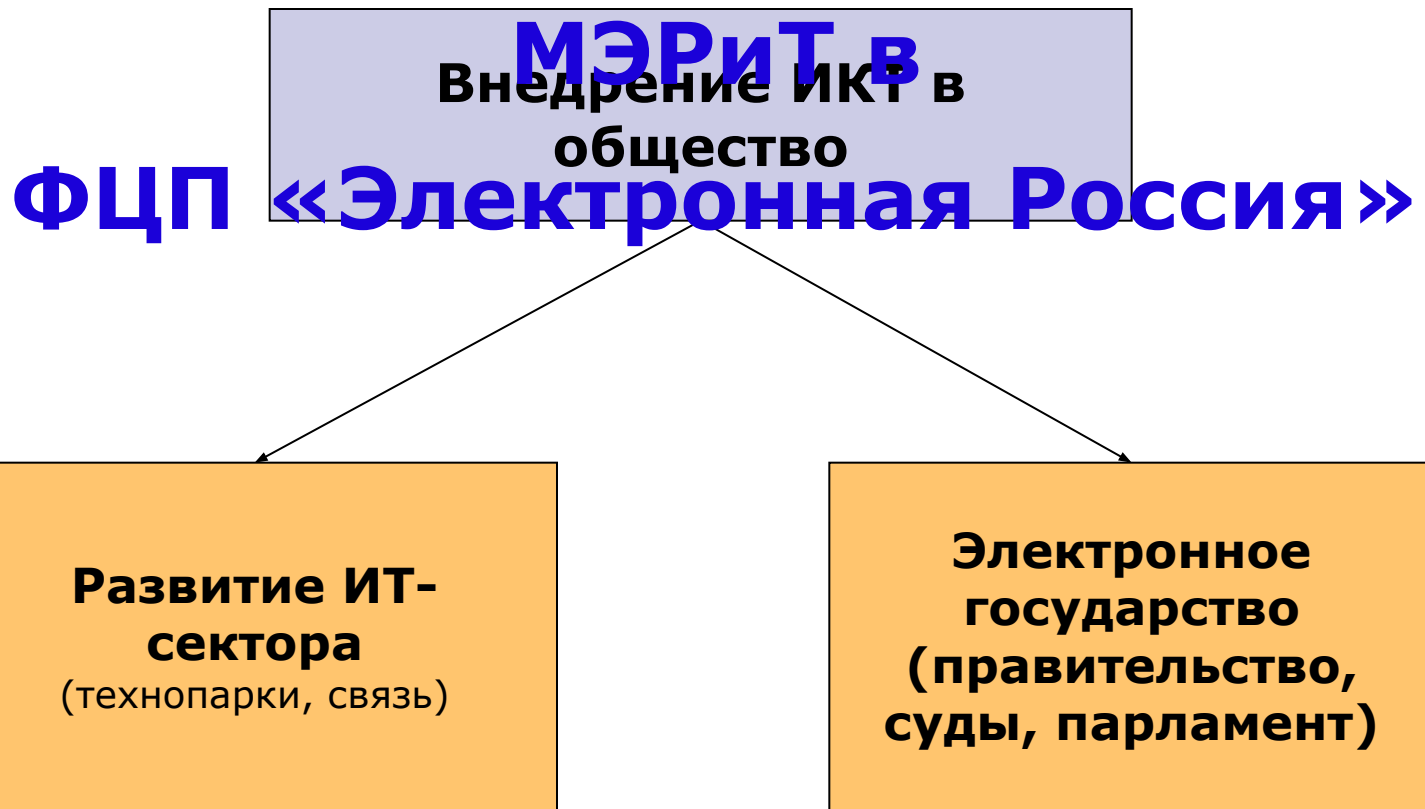 МЭРиТ в
ФЦП «Электронная Россия»
Внедрение ИКТ в
общество
Развитие ИТ-
сектора
(технопарки, связь)
Электронное
государство
(правительство,
суды, парламент)